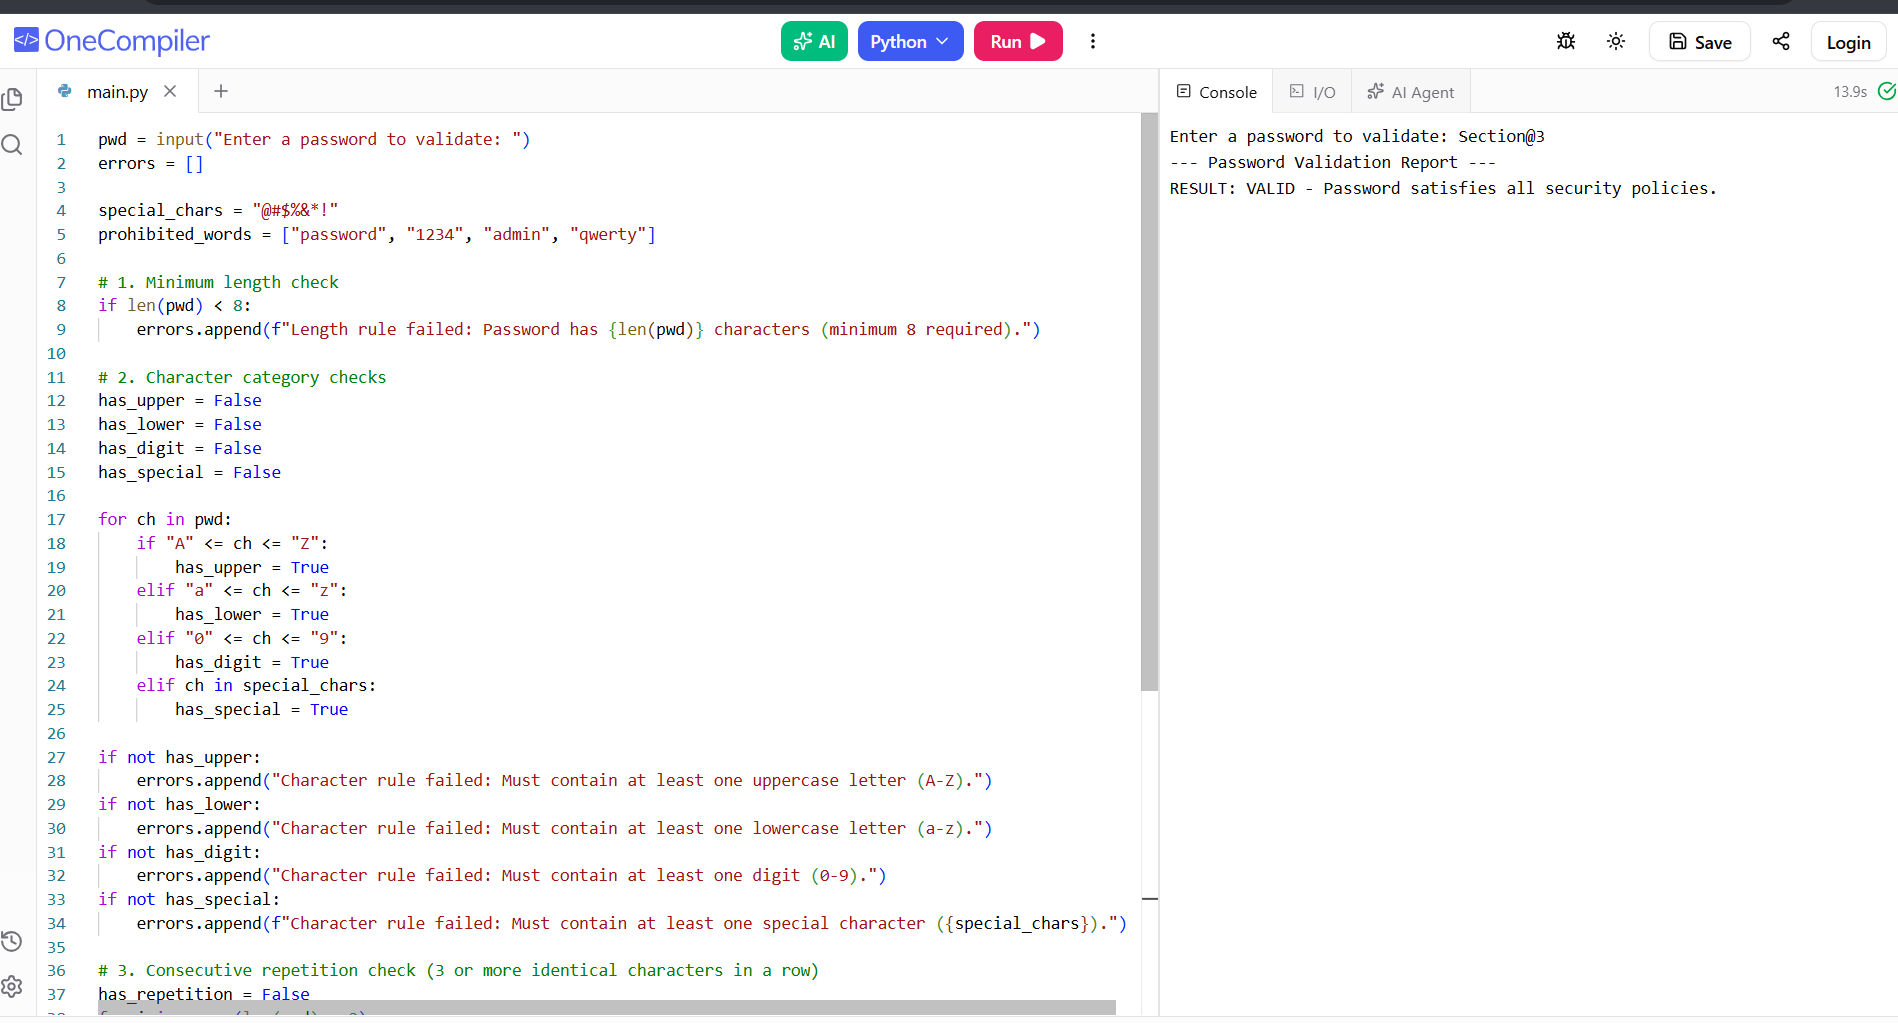 </> OneCompiler
AI
Python
Run
Save
Login
main.py
Console
I/O
AI Agent
13.9s
1 pwd = input("Enter a password to validate: ")
2 errors = []
3
4 special_chars = "@#$%&*!"
5 prohibited_words = ["password", "1234", "admin", "qwerty"]
6
7 # 1. Minimum length check
8 if len(pwd) < 8:
9     errors.append(f"Length rule failed: Password has {len(pwd)} characters (minimum 8 required).")
10
11 # 2. Character category checks
12 has_upper = False
13 has_lower = False
14 has_digit = False
15 has_special = False
16
17 for ch in pwd:
18     if "A" <= ch <= "Z":
19         has_upper = True
20     elif "a" <= ch <= "z":
21         has_lower = True
22     elif "0" <= ch <= "9":
23         has_digit = True
24     elif ch in special_chars:
25         has_special = True
26
27 if not has_upper:
28     errors.append("Character rule failed: Must contain at least one uppercase letter (A-Z).")
29 if not has_lower:
30     errors.append("Character rule failed: Must contain at least one lowercase letter (a-z).")
31 if not has_digit:
32     errors.append("Character rule failed: Must contain at least one digit (0-9).")
33 if not has_special:
34     errors.append(f"Character rule failed: Must contain at least one special character ({special_chars}).")
35
36 # 3. Consecutive repetition check (3 or more identical characters in a row)
37 has_repetition = False
Enter a password to validate: Section@3
--- Password Validation Report ---
RESULT: VALID - Password satisfies all security policies.